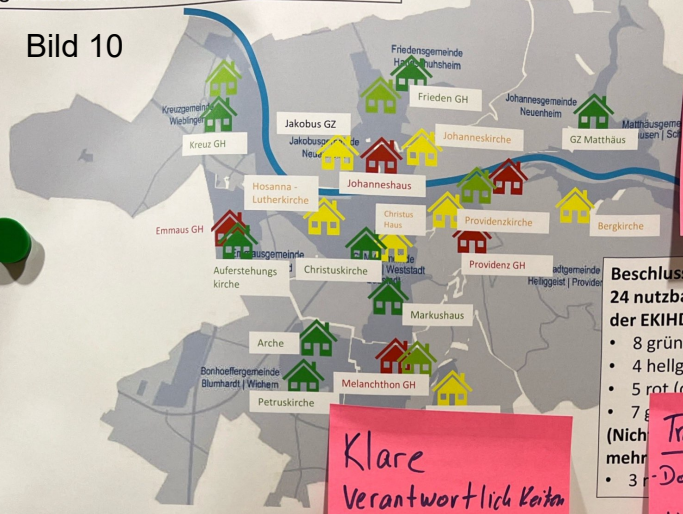 Bild 10
Friedensgemeinde
Frieden GH
Kreuzgemeinde
Wieblingen
Kreuz GH
Johannesgemeinde
Neuenheim
GZ Matthäus
Jakobus GZ
Johanneskirche
Johanneshaus
Hosanna -
Lutherkirche
Christus
Haus
Providenzkirche
Bergkirche
Emmaus GH
Auferstehungs
kirche
Christuskirche
Weststadt
Providenz GH
Markushaus
Arche
Bonhoeffergemeinde
Blumhardt | Wichern
Petruskirche
Melanchthon GH
Beschluss
24 nutzba
der EKIHD
• 8 grün
• 4 hellg
• 5 rot (
• 7 g
(Nich
mehr
• 3 r
Klare
Verantwortlichkeiten